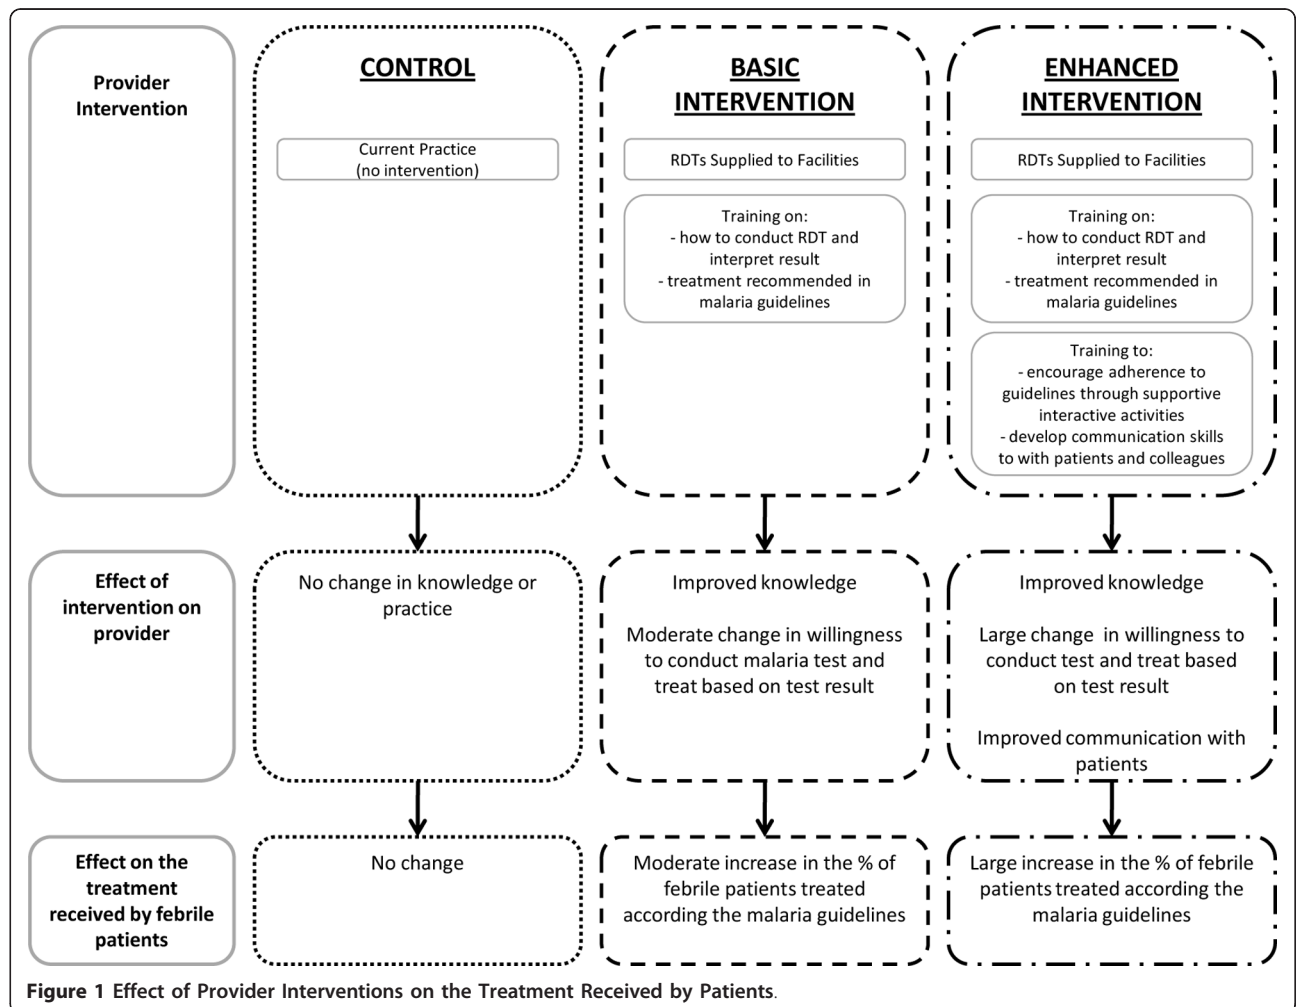 Provider
Intervention
CONTROL
Current Practice
(no intervention)
BASIC
INTERVENTION
RDTs Supplied to Facilities
Training on:
- how to conduct RDT and
interpret result
- treatment recommended in
malaria guidelines
ENHANCED
INTERVENTION
RDTs Supplied to Facilities
Training on:
- how to conduct RDT and
interpret result
- treatment recommended in
malaria guidelines
Training to:
- encourage adherence to
guidelines through supportive
interactive activities
- develop communication skills
to with patients and colleagues
Effect of
intervention on
provider
No change in knowledge or
practice
Improved knowledge
Moderate change in willingness
to conduct malaria test and
treat based on test result
Improved knowledge
Large change in willingness to
conduct test and treat based
on test result
Improved communication with
patients
Effect on the
treatment
received by febrile
patients
No change
Moderate increase in the % of
febrile patients treated
according the malaria guidelines
Large increase in the % of febrile
patients treated according the
malaria guidelines
Figure 1 Effect of Provider Interventions on the Treatment Received by Patients.